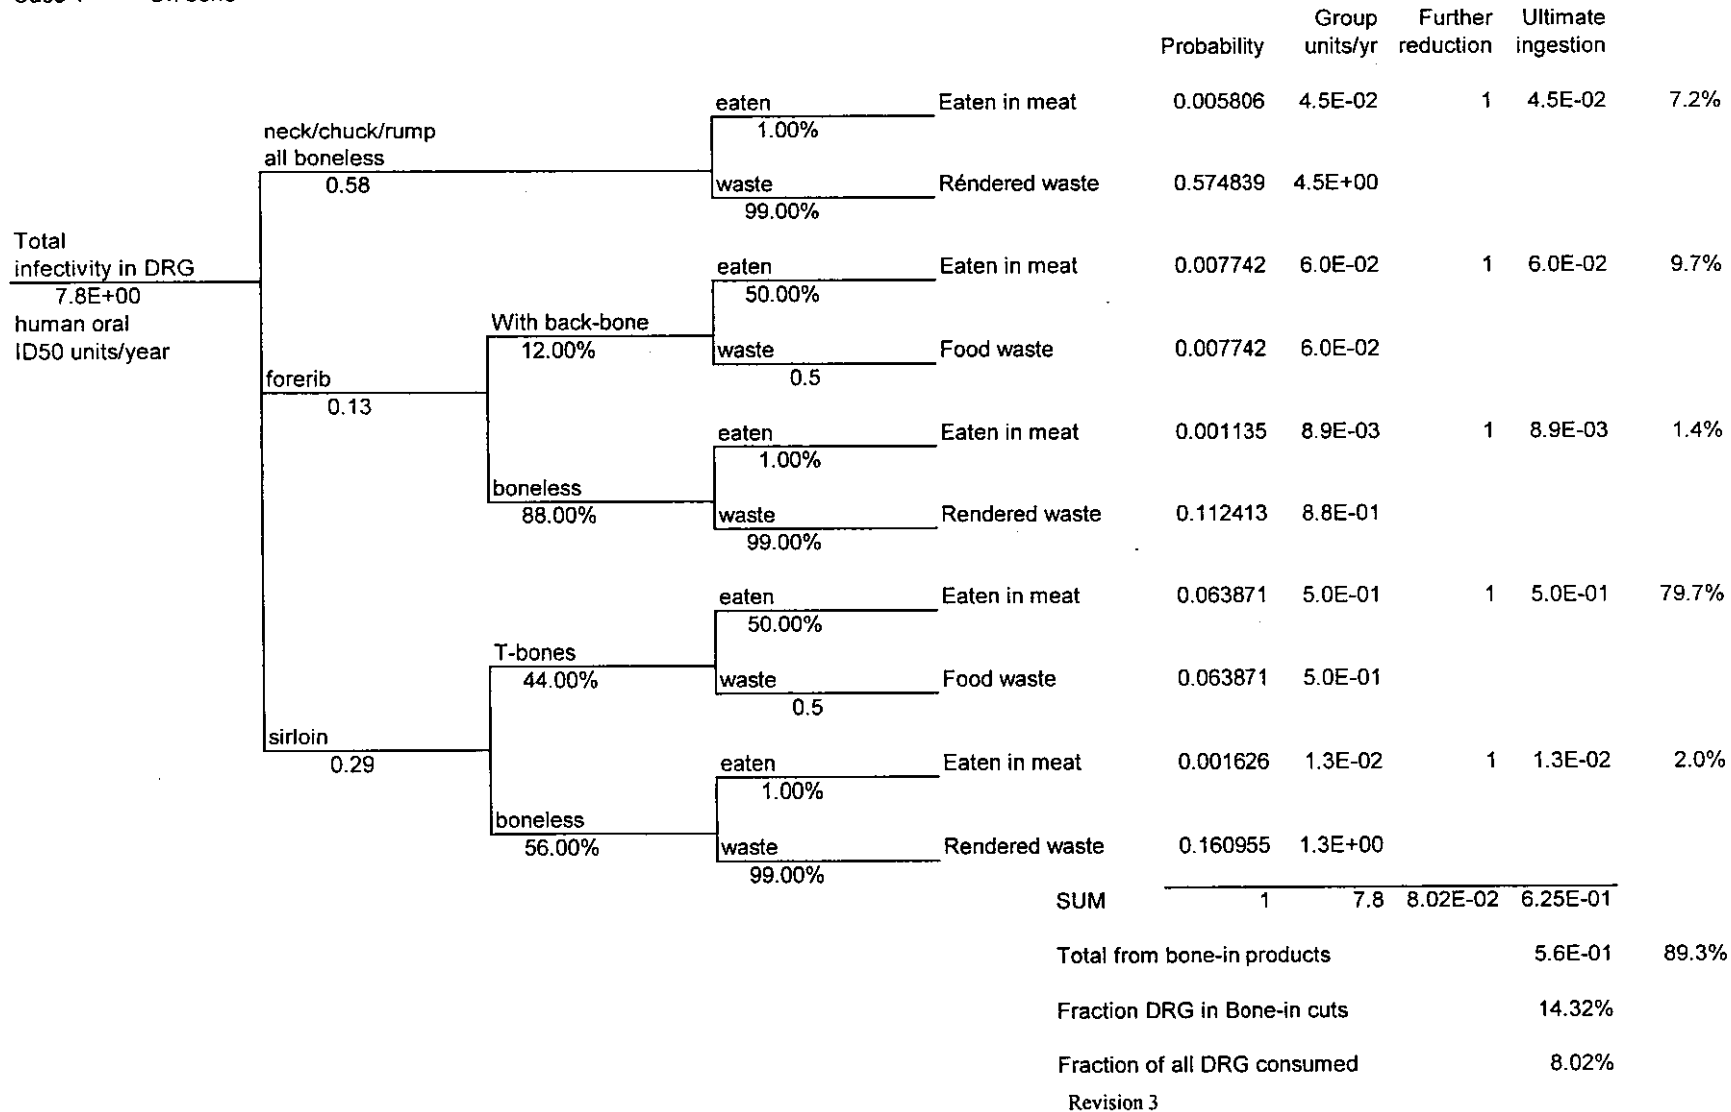 Group Further Ultimate
Probability units/yr reduction ingestion
eaten Eaten in meat 0.005806 4.5E-02 1 4.5E-02 7.2%
1.00%
neck/chuck/rump
all boneless
0.58
waste Rendered waste 0.574839 4.5E+00
99.00%
Total
infectivity in DRG
7.8E+00
human oral
ID50 units/year
eaten Eaten in meat 0.007742 6.0E-02 1 6.0E-02 9.7%
50.00%
With back-bone
12.00%
waste Food waste 0.007742 6.0E-02
0.5
forerib
0.13
eaten Eaten in meat 0.001135 8.9E-03 1 8.9E-03 1.4%
1.00%
boneless
88.00%
waste Rendered waste 0.112413 8.8E-01
99.00%
eaten Eaten in meat 0.063871 5.0E-01 1 5.0E-01 79.7%
50.00%
T-bones
44.00%
waste Food waste 0.063871 5.0E-01
0.5
sirloin
0.29
eaten Eaten in meat 0.001626 1.3E-02 1 1.3E-02 2.0%
1.00%
boneless
56.00%
waste Rendered waste 0.160955 1.3E+00
99.00%
SUM 1 7.8 8.02E-02 6.25E-01
Total from bone-in products 5.6E-01 89.3%
Fraction DRG in Bone-in cuts 14.32%
Fraction of all DRG consumed 8.02%
Revision 3